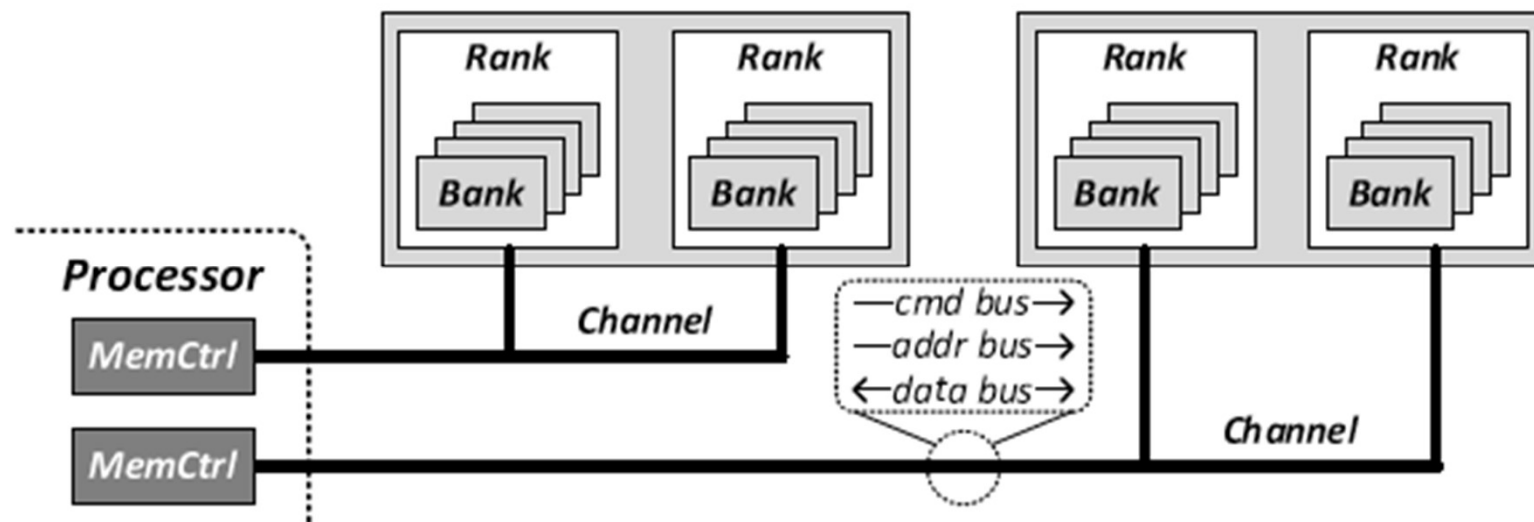 Rank Rank Rank Rank
Bank Bank Bank Bank
Processor
cmd bus
Channel
MemCtrl
addr bus
data bus
Channel
MemCtrl